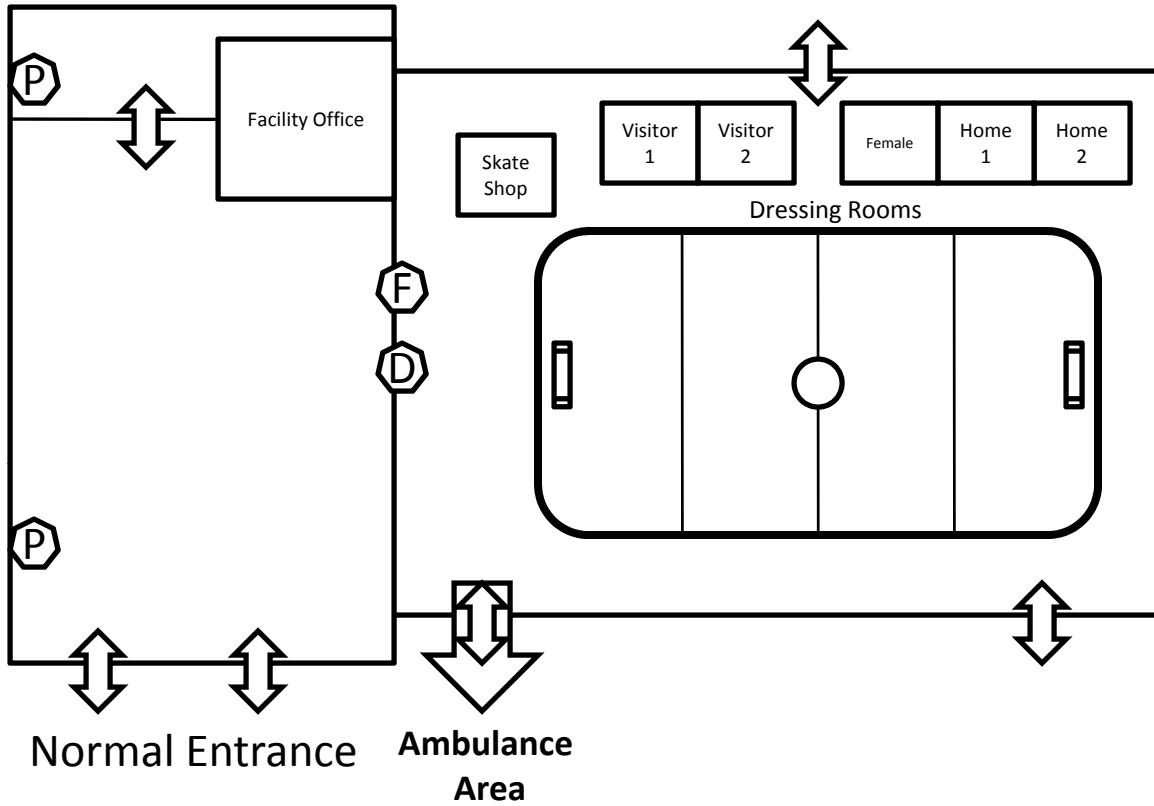 P
Facility Office
Visitor
1
Visitor
2
Female
Home
1
Home
2
Skate
Shop
Dressing Rooms
F
D
P
Normal Entrance
Ambulance
Area